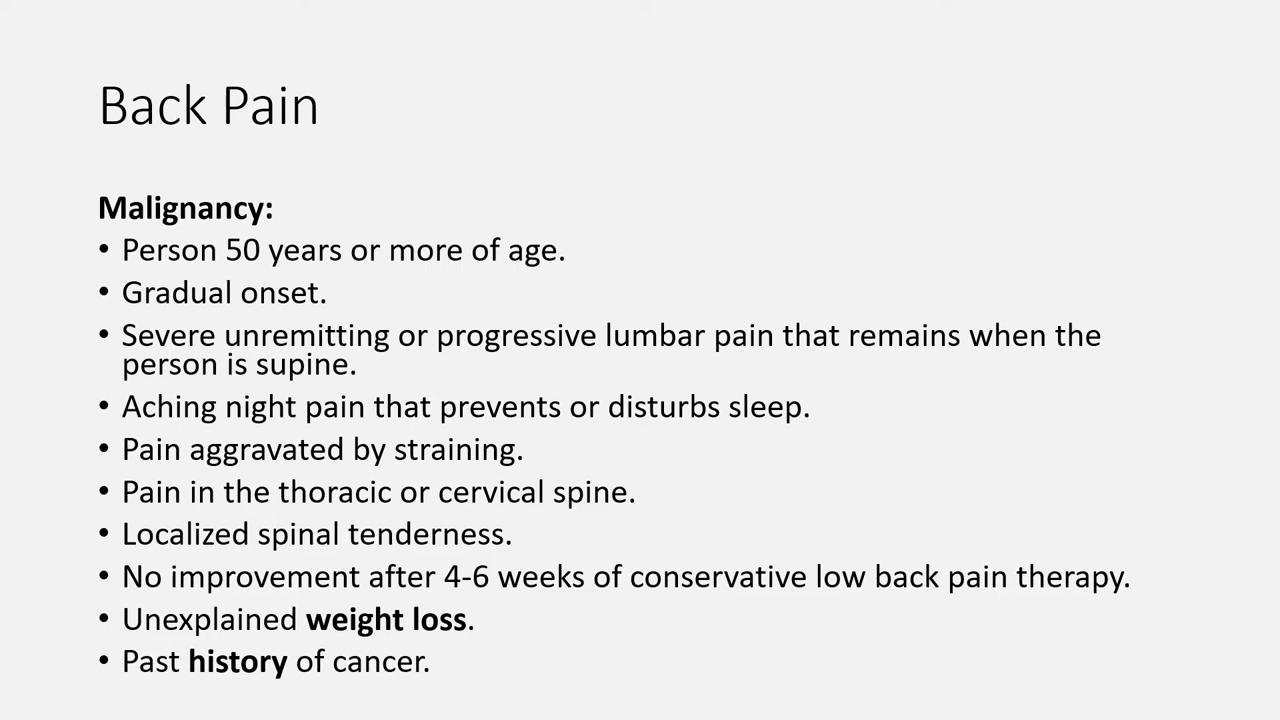 Back Pain
Malignancy:
• Person 50 years or more of age.
• Gradual onset.
• Severe unremitting or progressive lumbar pain that remains when the
person is supine.
• Aching night pain that prevents or disturbs sleep.
• Pain aggravated by straining.
• Pain in the thoracic or cervical spine.
• Localized spinal tenderness.
• No improvement after 4-6 weeks of conservative low back pain therapy.
• Unexplained weight loss.
• Past history of cancer.